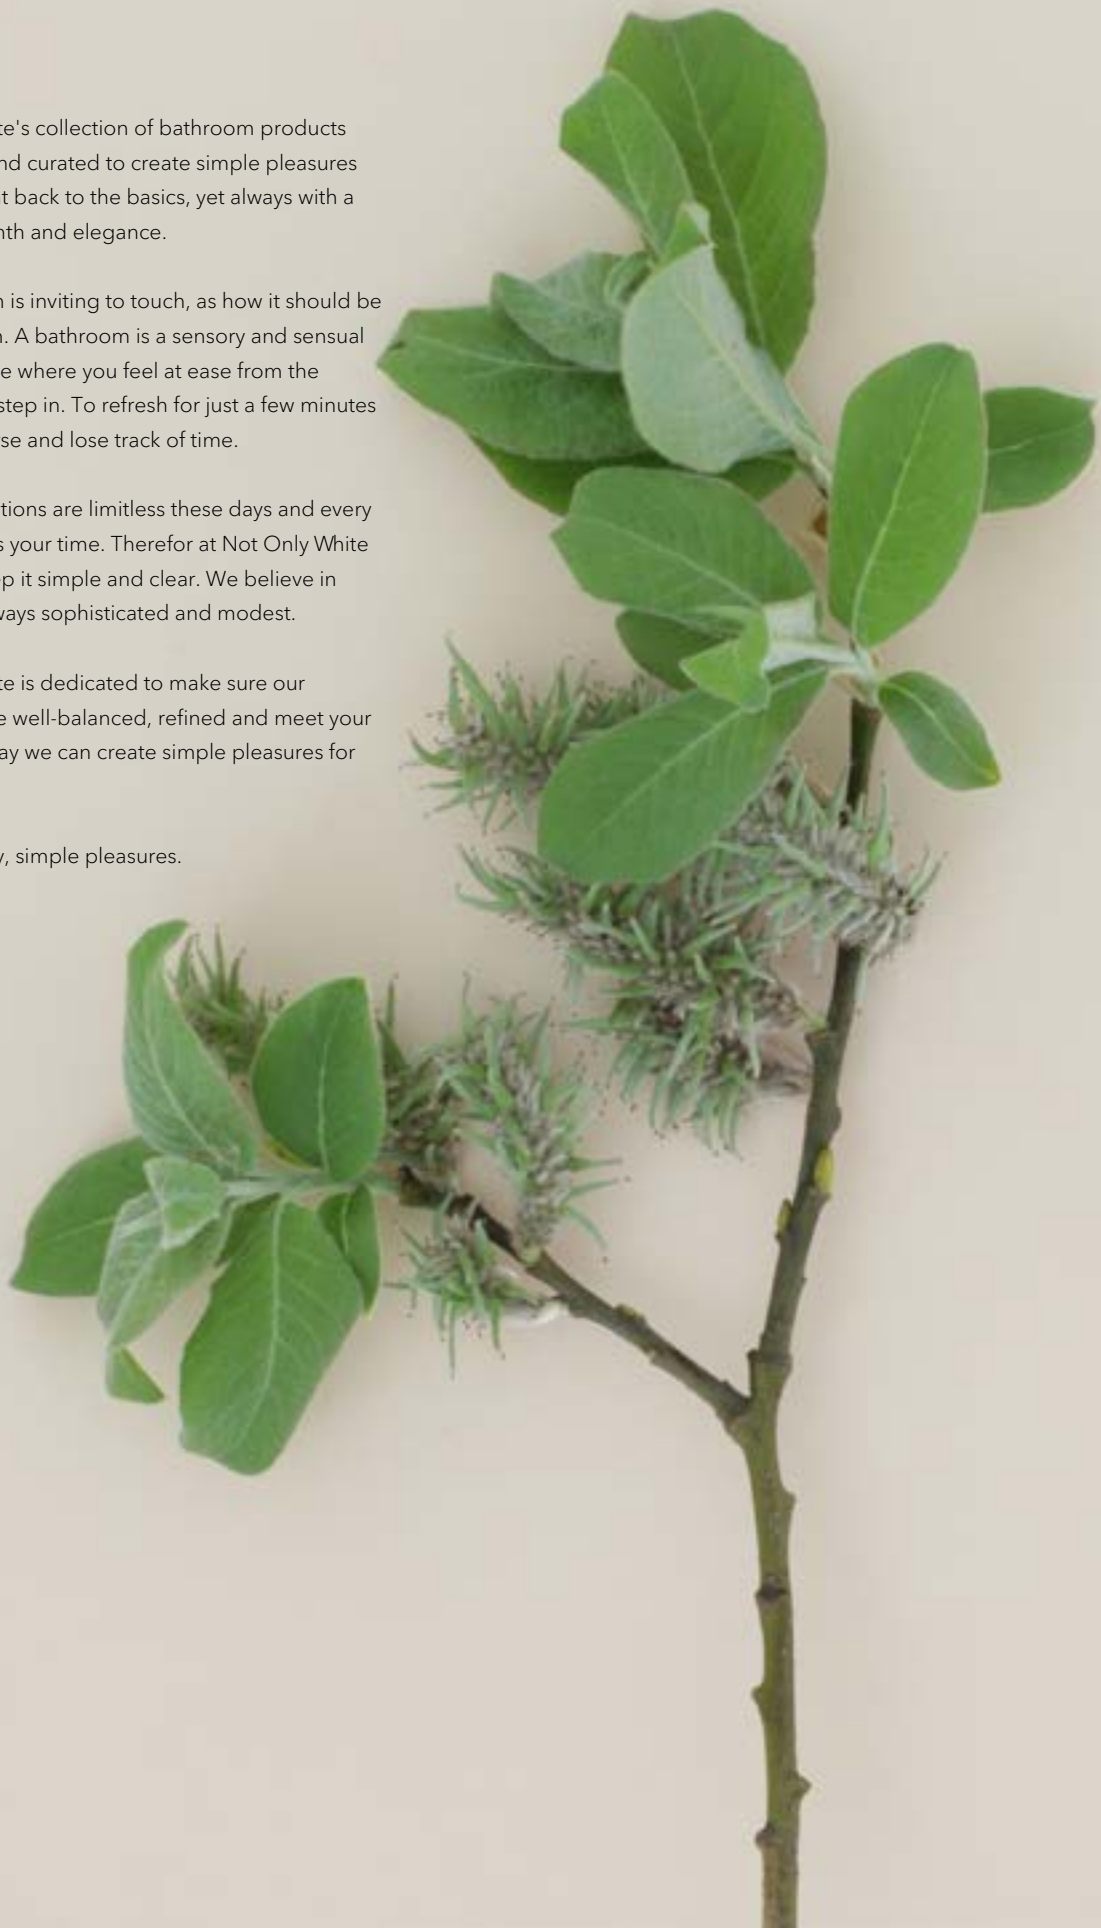 te's collection of bathroom products
nd curated to create simple pleasures
t back to the basics, yet always with a
nth and elegance.
n is inviting to touch, as how it should be
n. A bathroom is a sensory and sensual
e where you feel at ease from the
step in. To refresh for just a few minutes
se and lose track of time.
tions are limitless these days and every
s your time. Therefor at Not Only White
p it simple and clear. We believe in
ways sophisticated and modest.
te is dedicated to make sure our
e well-balanced, refined and meet your
ay we can create simple pleasures for
y, simple pleasures.